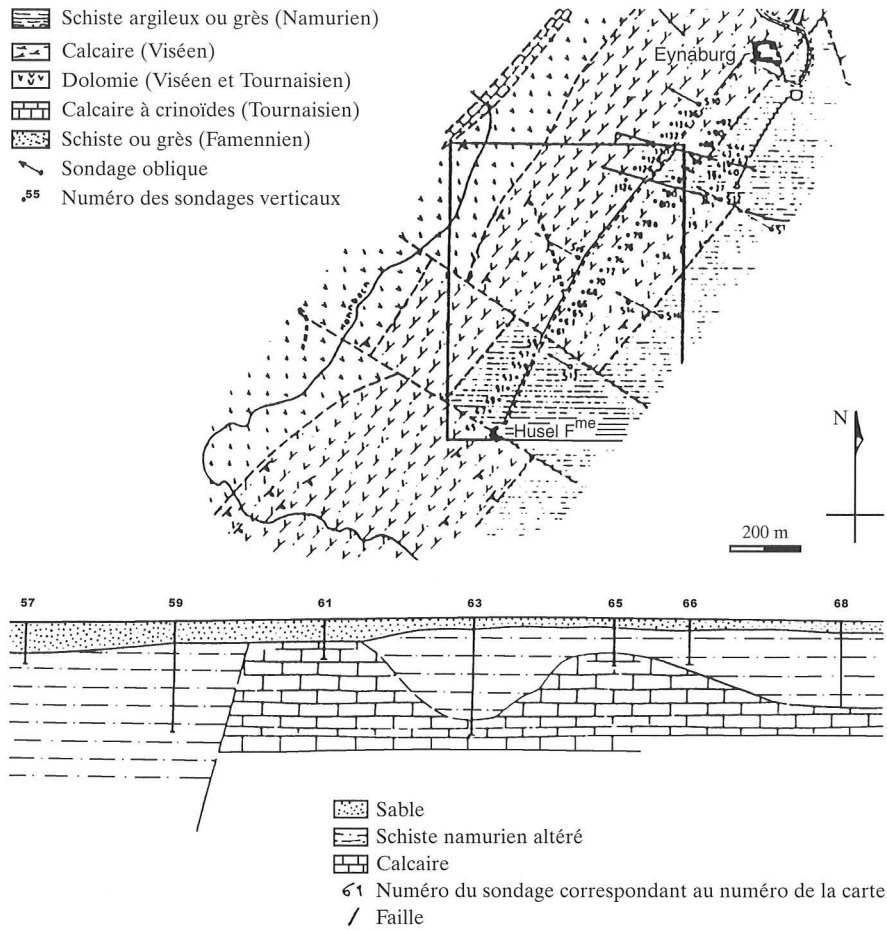 Schiste argileux ou grès (Namurien)
Calcaire (Viséen)
Dolomie (Viséen et Tournaisien)
Calcaire à crinoïdes (Tournaisien)
Schiste ou grès (Famennien)
Sondage oblique
55 Numéro des sondages verticaux
Eynaburg
Husel Fme
N
200 m
57 59 61 63 65 66 68
Sable
Schiste namurien altéré
Calcaire
61 Numéro du sondage correspondant au numéro de la carte
Faille